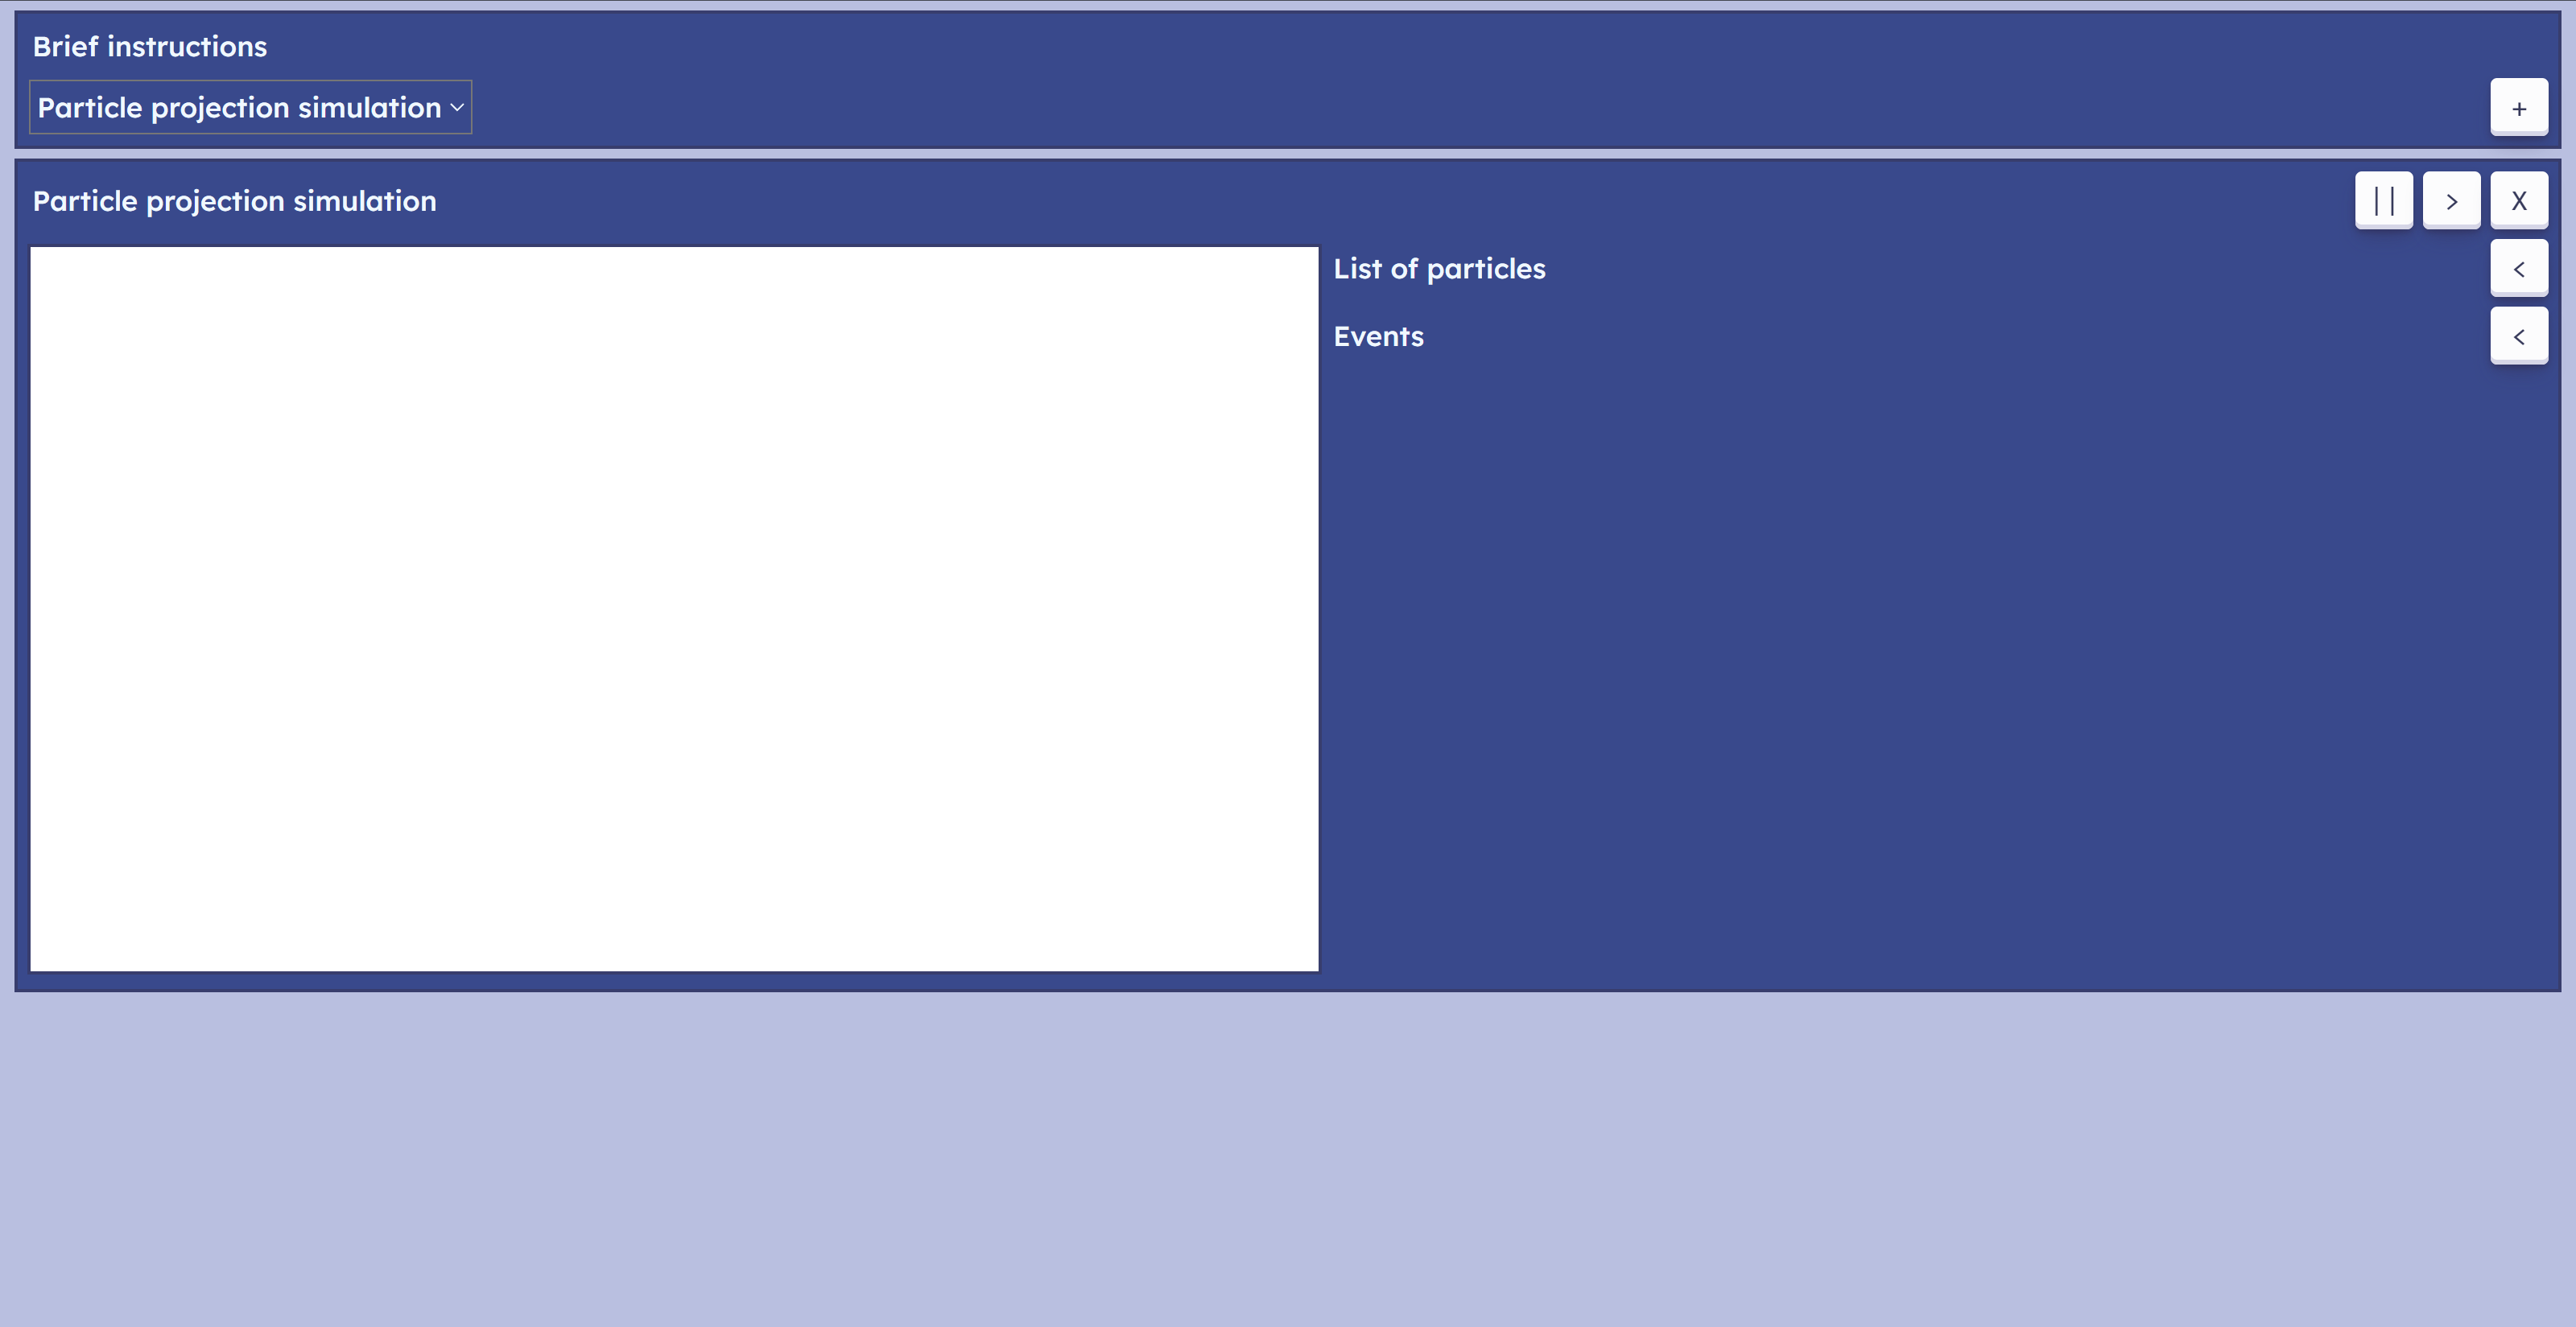 Brief instructions
Particle projection simulation
+
Particle projection simulation
|| > X
List of particles <
Events <